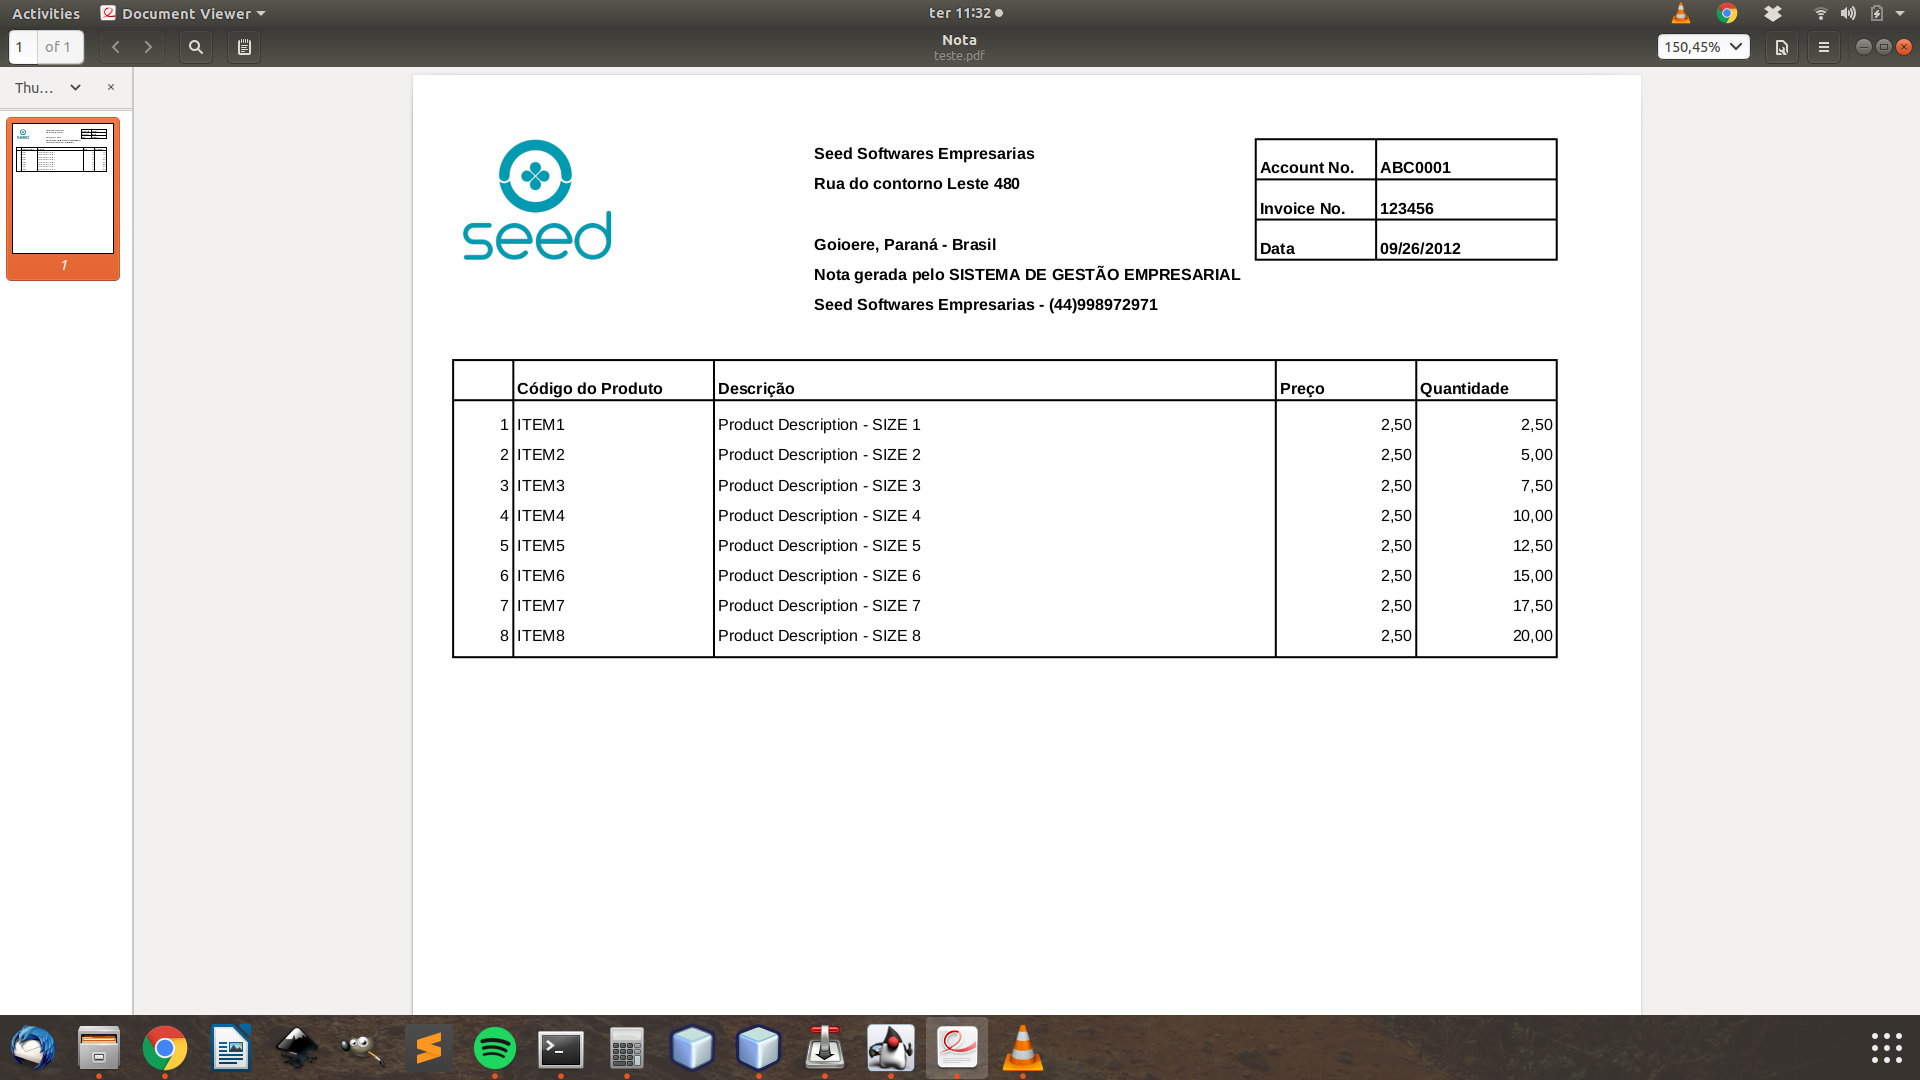 Activities Document Viewer ter 11:32
1 of 1 Nota 150,45%
teste.pdf
Thu...
1
seed
Seed Softwares Empresarias
Rua do contorno Leste 480
Goioere, Paraná - Brasil
Nota gerada pelo SISTEMA DE GESTÃO EMPRESARIAL
Seed Softwares Empresarias - (44)998972971
Account No. ABC0001
Invoice No. 123456
Data 09/26/2012
Código do Produto Descrição Preço Quantidade
1 ITEM1 Product Description - SIZE 1 2,50 2,50
2 ITEM2 Product Description - SIZE 2 2,50 5,00
3 ITEM3 Product Description - SIZE 3 2,50 7,50
4 ITEM4 Product Description - SIZE 4 2,50 10,00
5 ITEM5 Product Description - SIZE 5 2,50 12,50
6 ITEM6 Product Description - SIZE 6 2,50 15,00
7 ITEM7 Product Description - SIZE 7 2,50 17,50
8 ITEM8 Product Description - SIZE 8 2,50 20,00